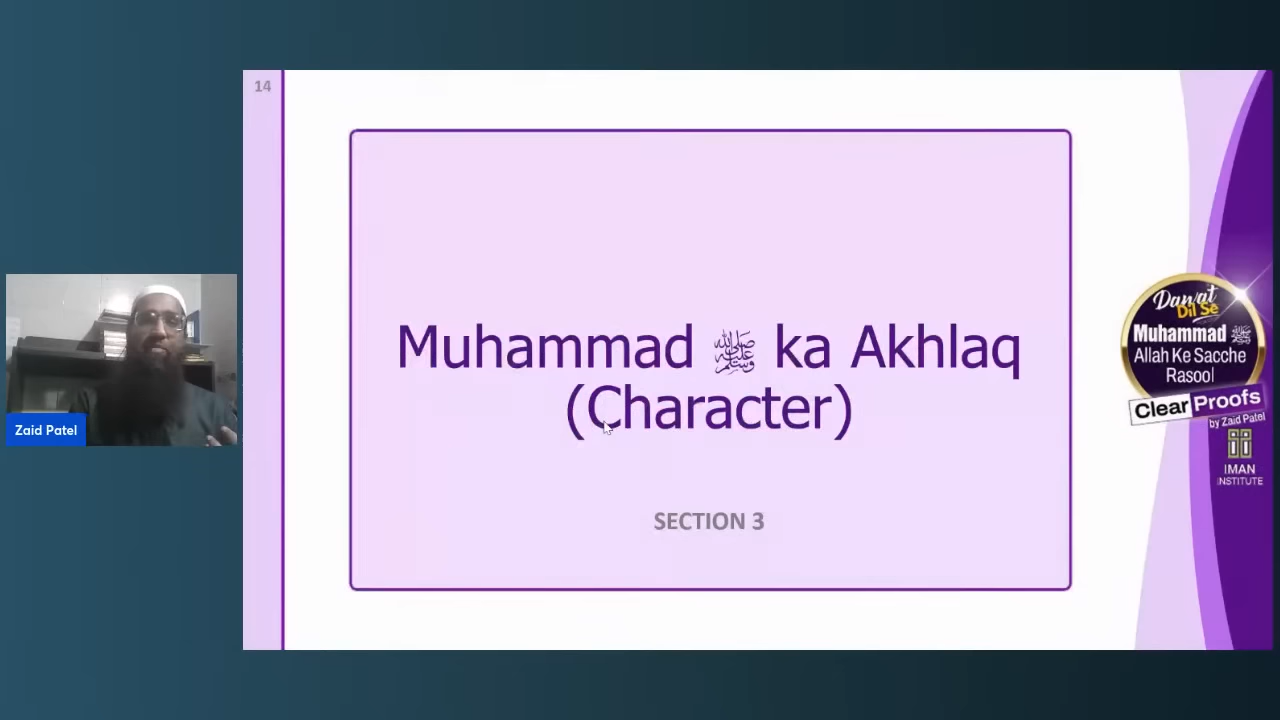 14
Muhammad ﷺ ka Akhlaq
(Character)
SECTION 3
Zaid Patel
Dawat
Dil Se
Muhammad ﷺ
Allah Ke Sacche
Rasool
Clear Proofs
by Zaid Patel
IMAN
INSTITUTE